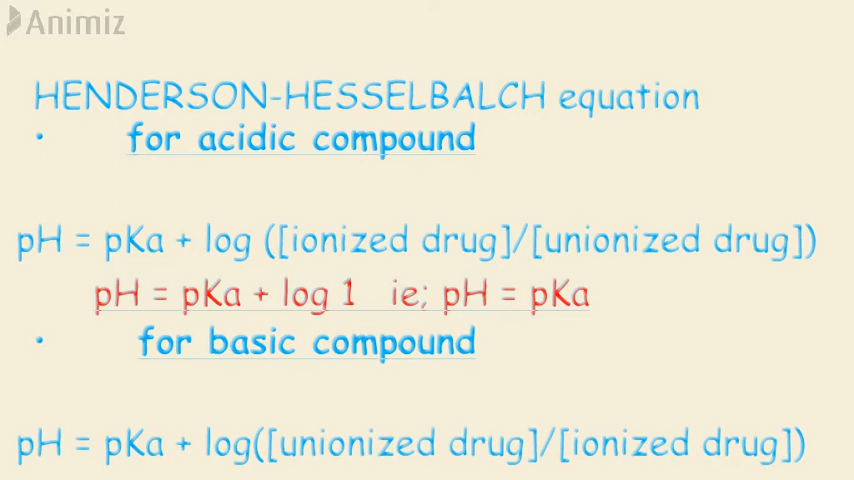 Animiz
HENDERSON-HESSELBALCH equation
• for acidic compound
pH = pKa + log ([ionized drug]/[unionized drug])
pH = pKa + log 1 ie; pH = pKa
• for basic compound
pH = pKa + log([unionized drug]/[ionized drug])